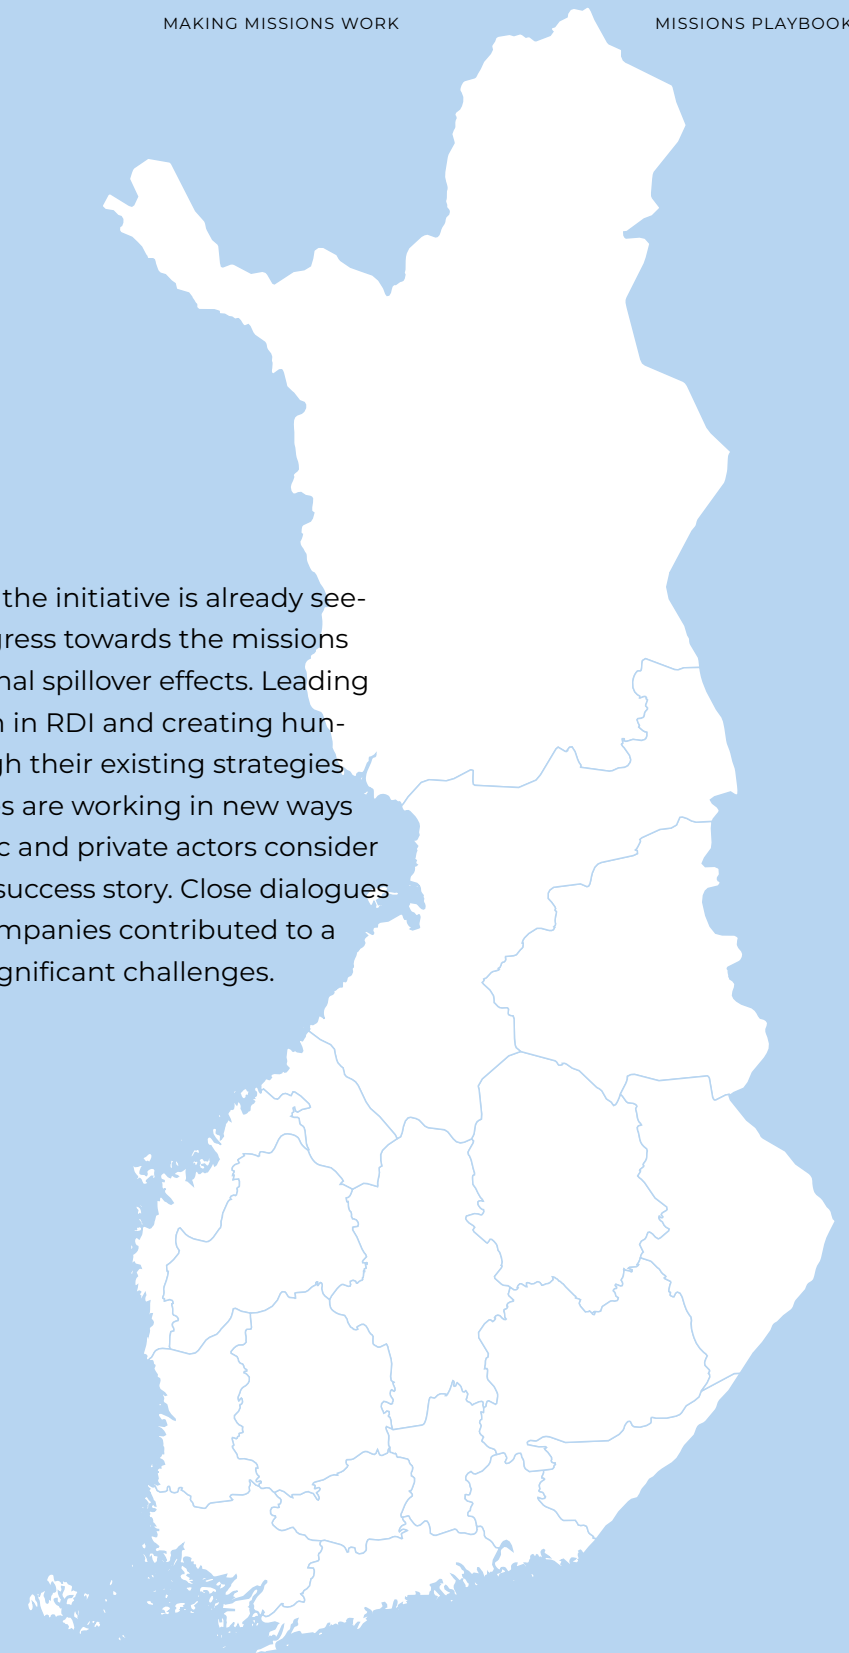 MAKING MISSIONS WORK
MISSIONS PLAYBOOK
the initiative is already see-
gress towards the missions
nal spillover effects. Leading
n in RDI and creating hun-
gh their existing strategies
s are working in new ways
c and private actors consider
success story. Close dialogues
mpanies contributed to a
gnificant challenges.